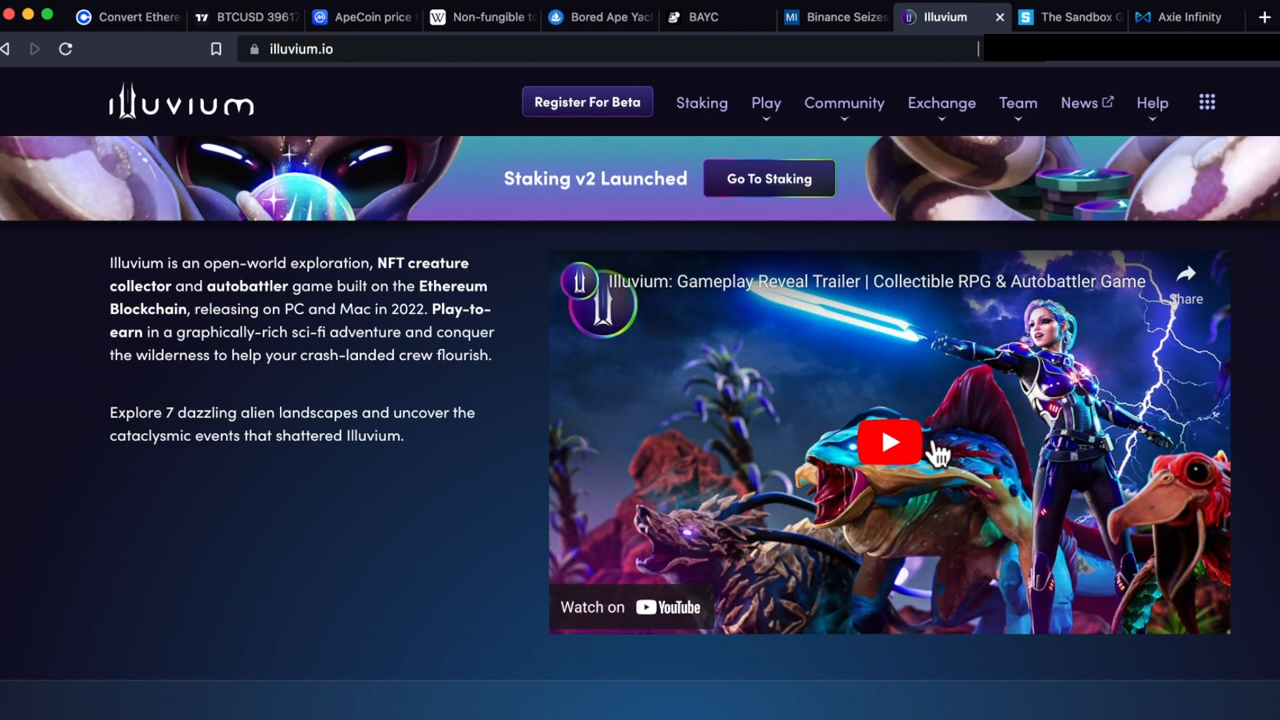 Convert Ethere
BTCUSD 39617
ApeCoin price
Non-fungible to
Bored Ape Yac
BAYC
Binance Seizes
Illuvium
The Sandbox G
Axie Infinity
illuvium.io
ILLUVIUM
Register For Beta
Staking
Play
Community
Exchange
Team
News
Help
Staking v2 Launched
Go To Staking
Illuvium is an open-world exploration, NFT creature
collector and autobattler game built on the Ethereum
Blockchain, releasing on PC and Mac in 2022. Play-to-
earn in a graphically-rich sci-fi adventure and conquer
the wilderness to help your crash-landed crew flourish.
Explore 7 dazzling alien landscapes and uncover the
cataclysmic events that shattered Illuvium.
Illuvium: Gameplay Reveal Trailer | Collectible RPG & Autobattler Game
Share
Watch on YouTube